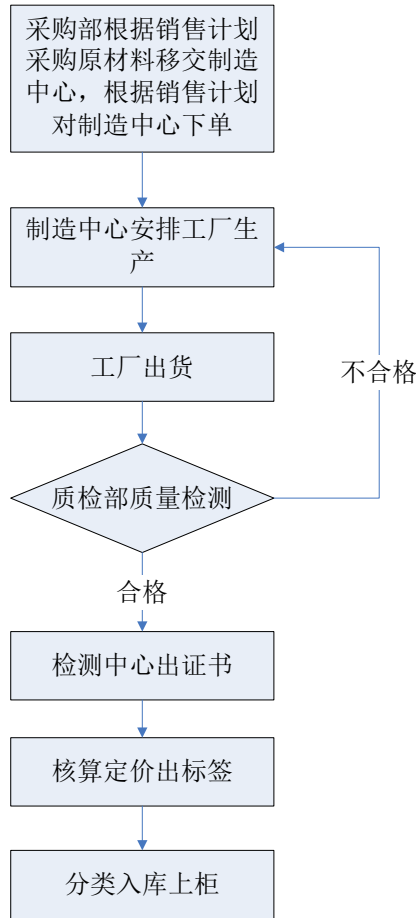 采购部根据销售计划
采购原材料移交制造
中心，根据销售计划
对制造中心下单
制造中心安排工厂生
产
工厂出货
不合格
质检部质量检测
合格
检测中心出证书
核算定价出标签
分类入库上柜